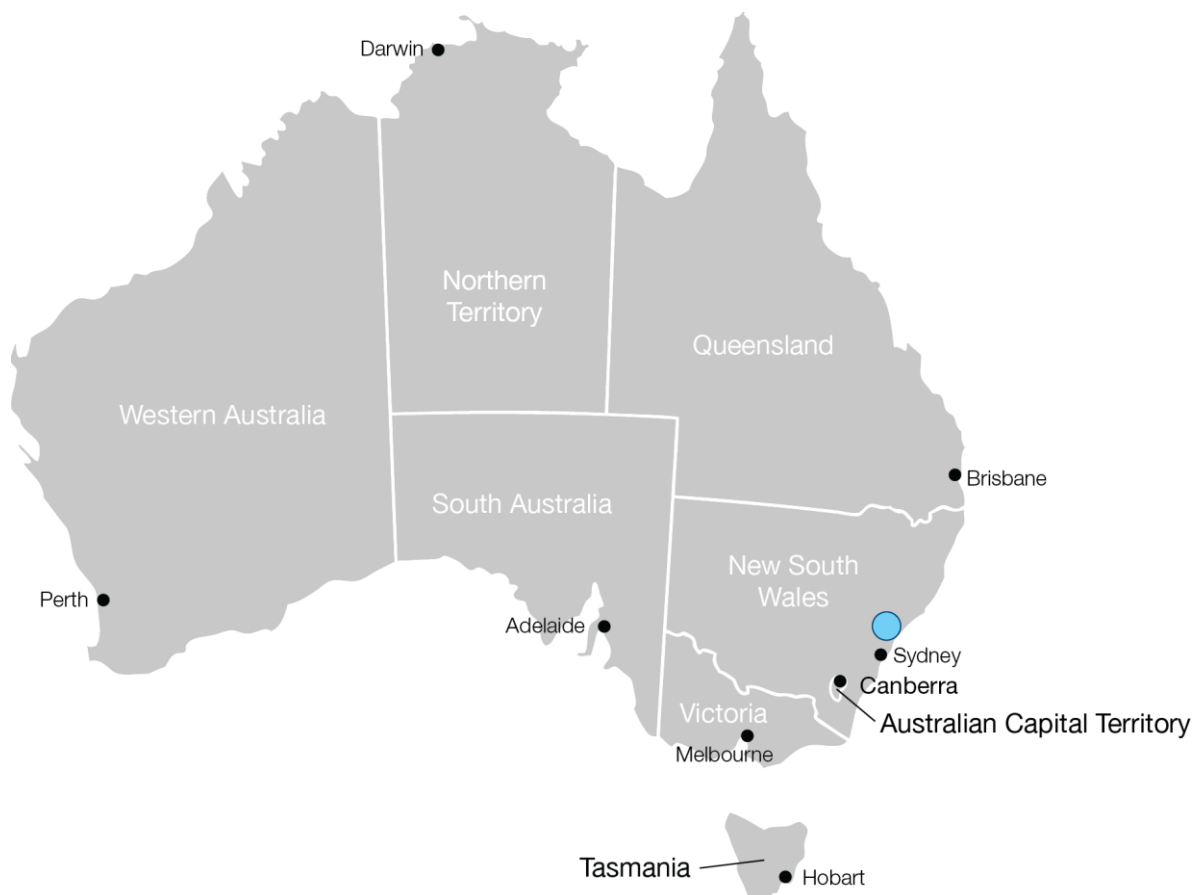 Darwin
Northern
Territory
Queensland
Western Australia
Brisbane
South Australia
New South
Wales
Perth
Adelaide
Sydney
Canberra
Victoria
Australian Capital Territory
Melbourne
Tasmania
Hobart